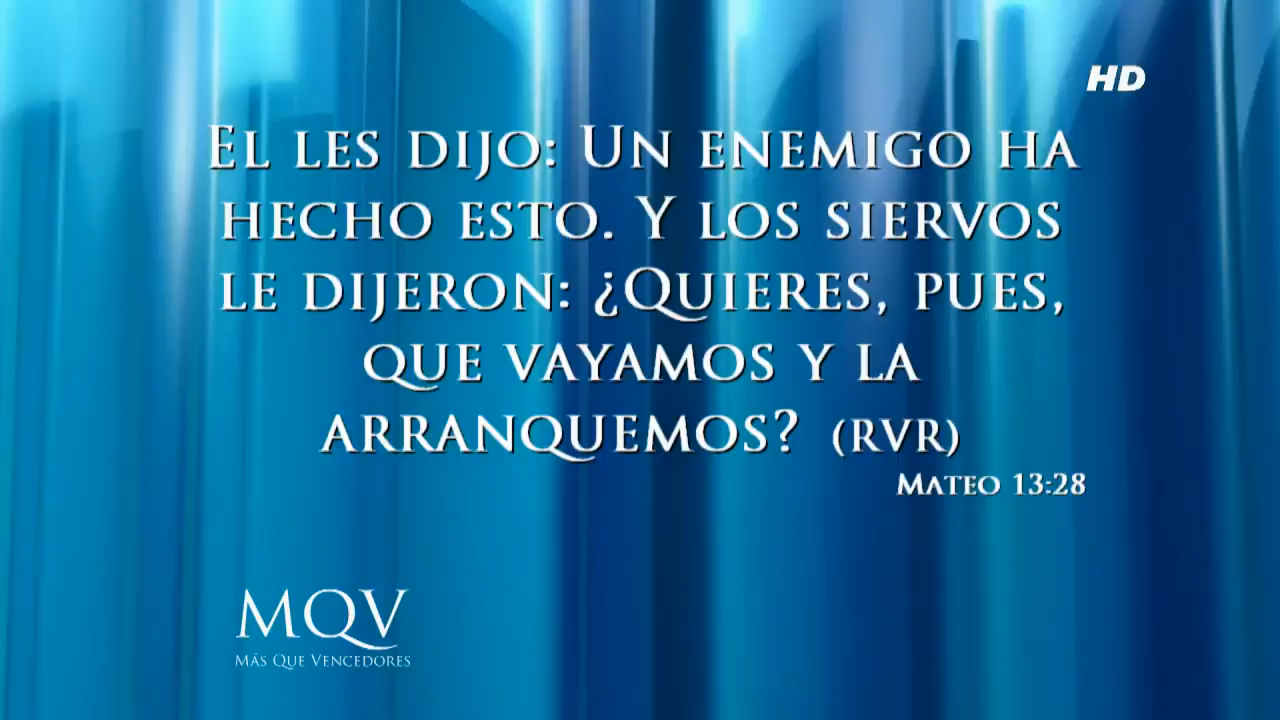 HD
El les dijo: Un enemigo ha
hecho esto. Y los siervos
le dijeron: ¿Quieres, pues,
que vayamos y la
arranquemos? (RVR)
Mateo 13:28
MQV
Más Que Vencedores